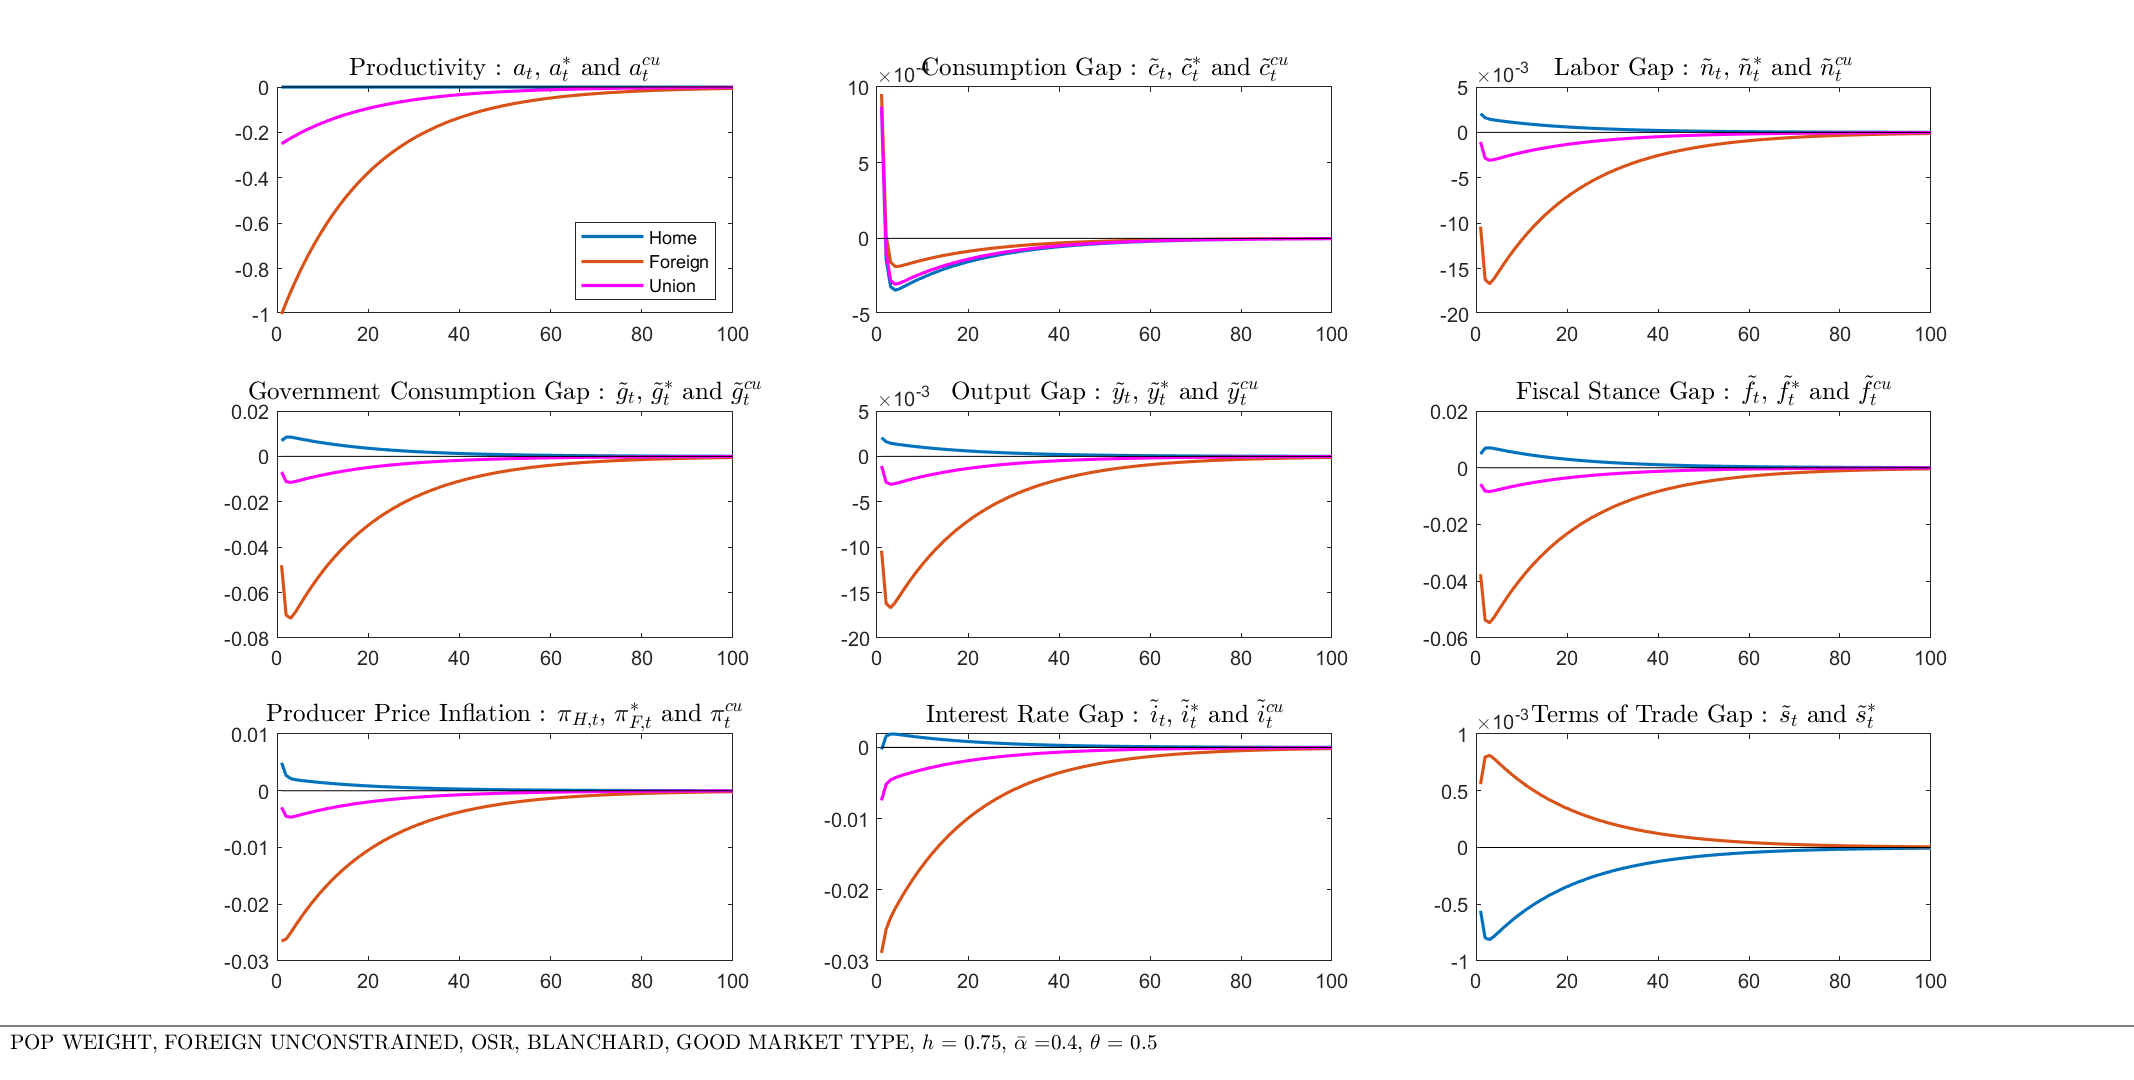 Productivity : a_t, a_t^* and a_t^{cu}
0
-0.2
-0.4
-0.6
-0.8
-1
0 20 40 60 80 100
Home
Foreign
Union
Consumption Gap : c̃_t, c̃_t^* and c̃_t^{cu}
×10^{-4}
10
5
0
-5
0 20 40 60 80 100
Labor Gap : ñ_t, ñ_t^* and ñ_t^{cu}
×10^{-3}
5
0
-5
-10
-15
-20
0 20 40 60 80 100
Government Consumption Gap : g̃_t, g̃_t^* and g̃_t^{cu}
0.02
0
-0.02
-0.04
-0.06
-0.08
0 20 40 60 80 100
Output Gap : ỹ_t, ỹ_t^* and ỹ_t^{cu}
×10^{-3}
5
0
-5
-10
-15
-20
0 20 40 60 80 100
Fiscal Stance Gap : f̃_t, f̃_t^* and f̃_t^{cu}
0.02
0
-0.02
-0.04
-0.06
0 20 40 60 80 100
Producer Price Inflation : π_{H,t}, π_{F,t}^* and π_t^{cu}
0.01
0
-0.01
-0.02
-0.03
0 20 40 60 80 100
Interest Rate Gap : ĩ_t, ĩ_t^* and ĩ_t^{cu}
0
-0.01
-0.02
-0.03
0 20 40 60 80 100
Terms of Trade Gap : s̃_t and s̃_t^*
×10^{-3}
1
0.5
0
-0.5
-1
0 20 40 60 80 100
POP WEIGHT, FOREIGN UNCONSTRAINED, OSR, BLANCHARD, GOOD MARKET TYPE, h = 0.75, ᾱ =0.4, θ = 0.5